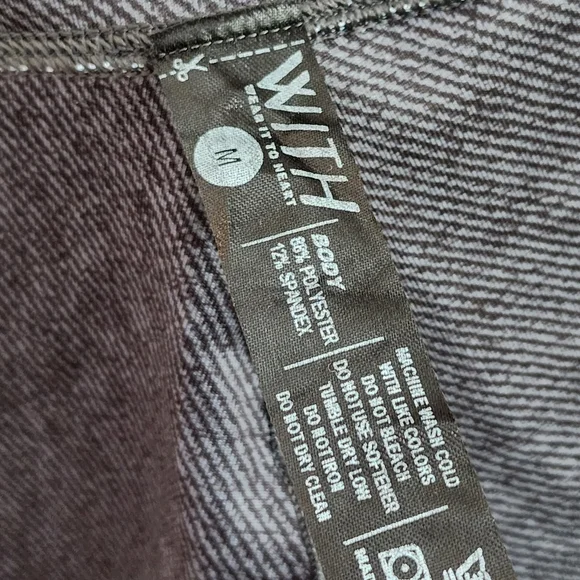 WITH
WEAR IT TO HEART
M
BODY
88% POLYESTER
12% SPANDEX
MACHINE WASH COLD
WITH LIKE COLORS
DO NOT BLEACH
DO NOT USE SOFTENER
TUMBLE DRY LOW
DO NOT IRON
DO NOT DRY CLEAN